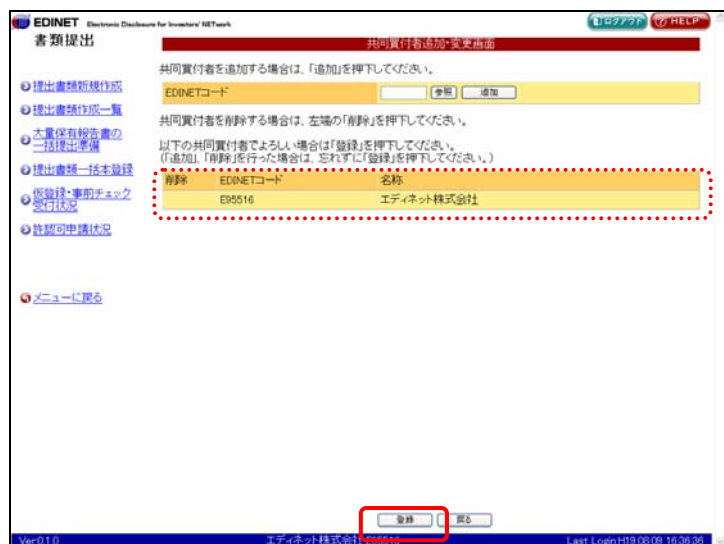 EDINET Electronic Disclosure for Investors' NETwork
ログアウト
HELP
書類提出
共同買付者追加・変更画面
提出書類新規作成
提出書類作成一覧
大量保有報告書の
一括提出準備
提出書類一括本登録
仮登録・事前チェック
受付状況
許認可申請状況
メニューに戻る
共同買付者を追加する場合は、「追加」を押下してください。
EDINETコード 参照 追加
共同買付者を削除する場合は、左端の「削除」を押下してください。
以下の共同買付者でよろしい場合は「登録」を押下してください。
(「追加」、「削除」を行った場合は、忘れずに「登録」を押下してください。)
削除 EDINETコード 名称
E95516 エディネット株式会社
登録 戻る
Ver.0.1.0 エディネット株式会社 E95516 Last Login:H19.08.09 16:36:36